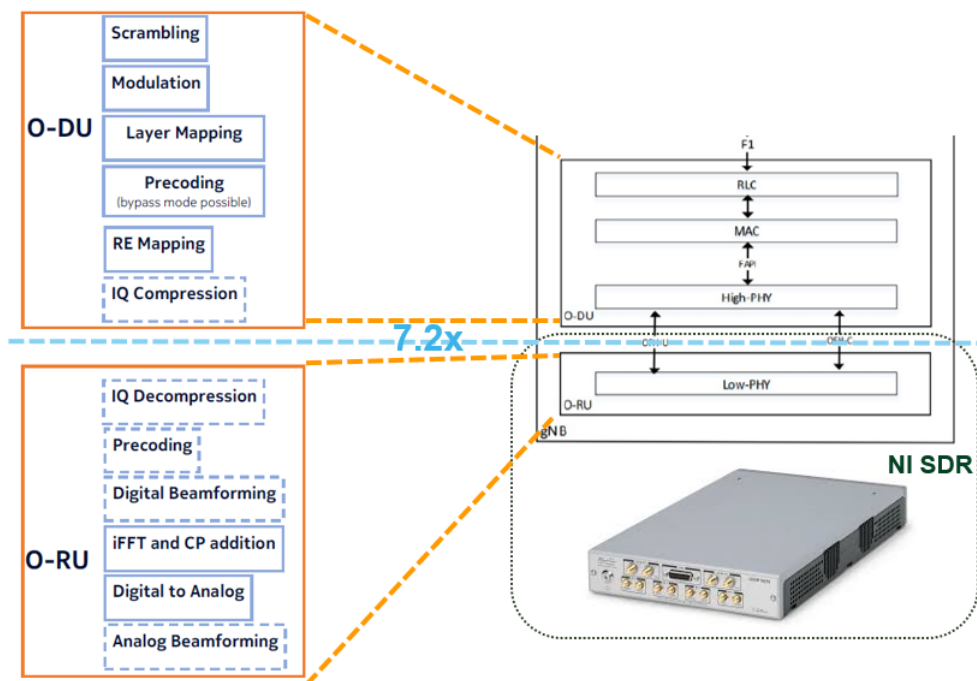 O-DU
Scrambling
Modulation
Layer Mapping
Precoding
(bypass mode possible)
RE Mapping
IQ Compression
7.2x
O-RU
IQ Decompression
Precoding
Digital Beamforming
iFFT and CP addition
Digital to Analog
Analog Beamforming
F1
RLC
MAC
FAPI
High-PHY
O-DU
Low-PHY
O-RU
gNB
NI SDR